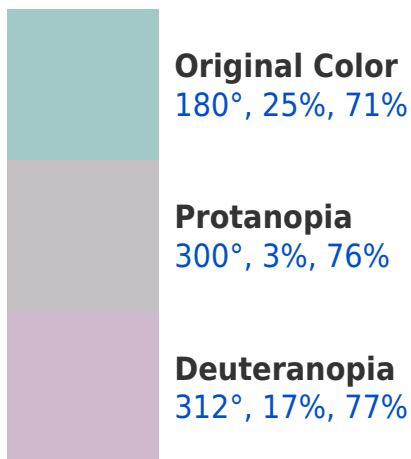 Original Color
180°, 25%, 71%
Protanopia
300°, 3%, 76%
Deuteranopia
312°, 17%, 77%